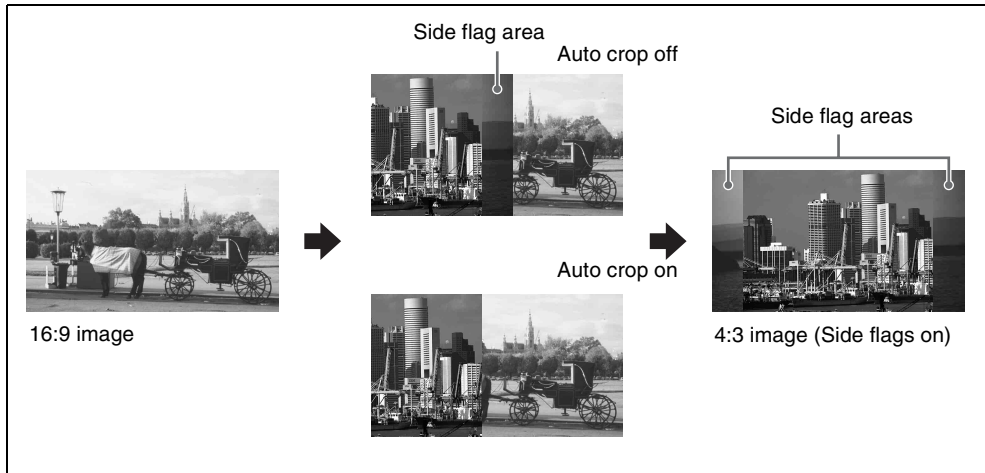 Side flag area
Auto crop off
Side flag areas
Auto crop on
16:9 image
4:3 image (Side flags on)